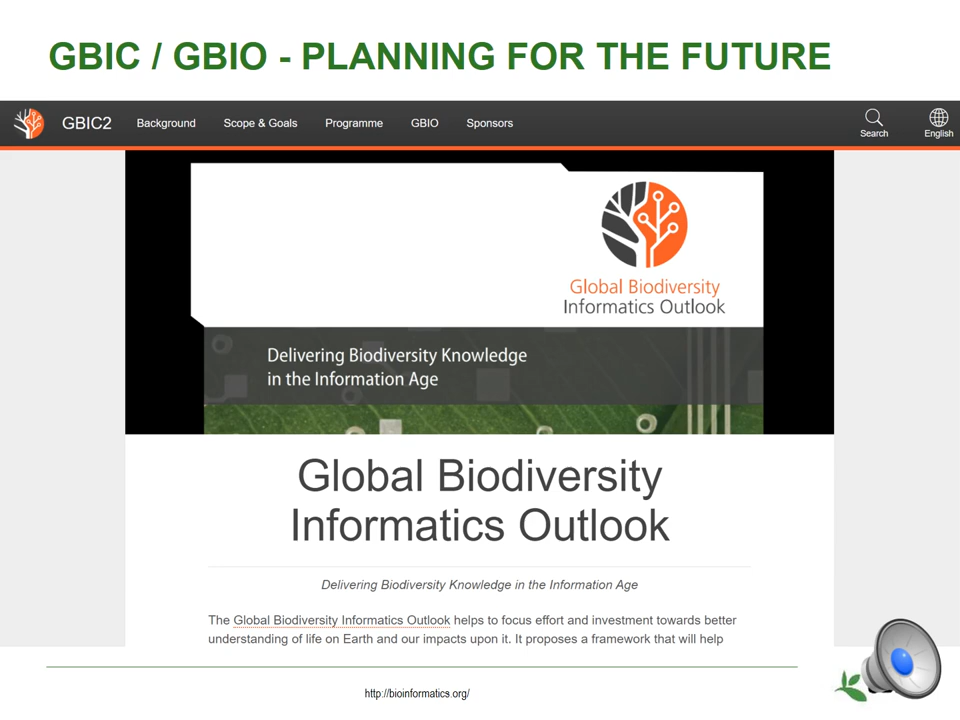 GBIC / GBIO - PLANNING FOR THE FUTURE
GBIC2 Background Scope & Goals Programme GBIO Sponsors Search English
Global Biodiversity
Informatics Outlook
Delivering Biodiversity Knowledge
in the Information Age
Global Biodiversity
Informatics Outlook
Delivering Biodiversity Knowledge in the Information Age
The Global Biodiversity Informatics Outlook helps to focus effort and investment towards better
understanding of life on Earth and our impacts upon it. It proposes a framework that will help
http://bioinformatics.org/